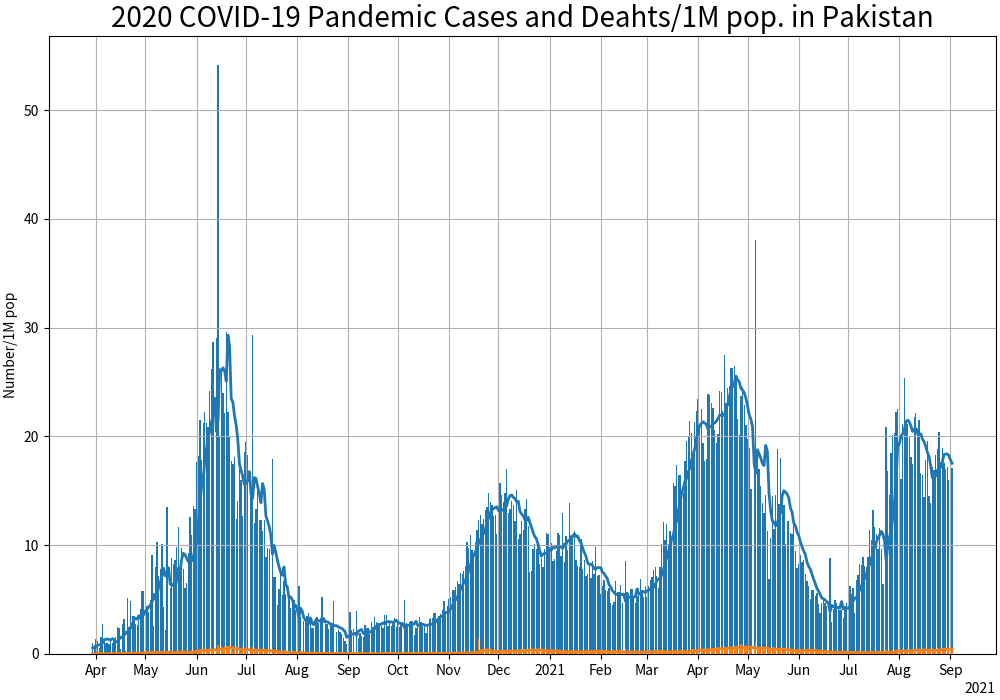 2020 COVID-19 Pandemic Cases and Deahts/1M pop. in Pakistan
Number/1M pop
50
40
30
20
10
0
Apr May Jun Jul Aug Sep Oct Nov Dec 2021 Feb Mar Apr May Jun Jul Aug Sep
2021